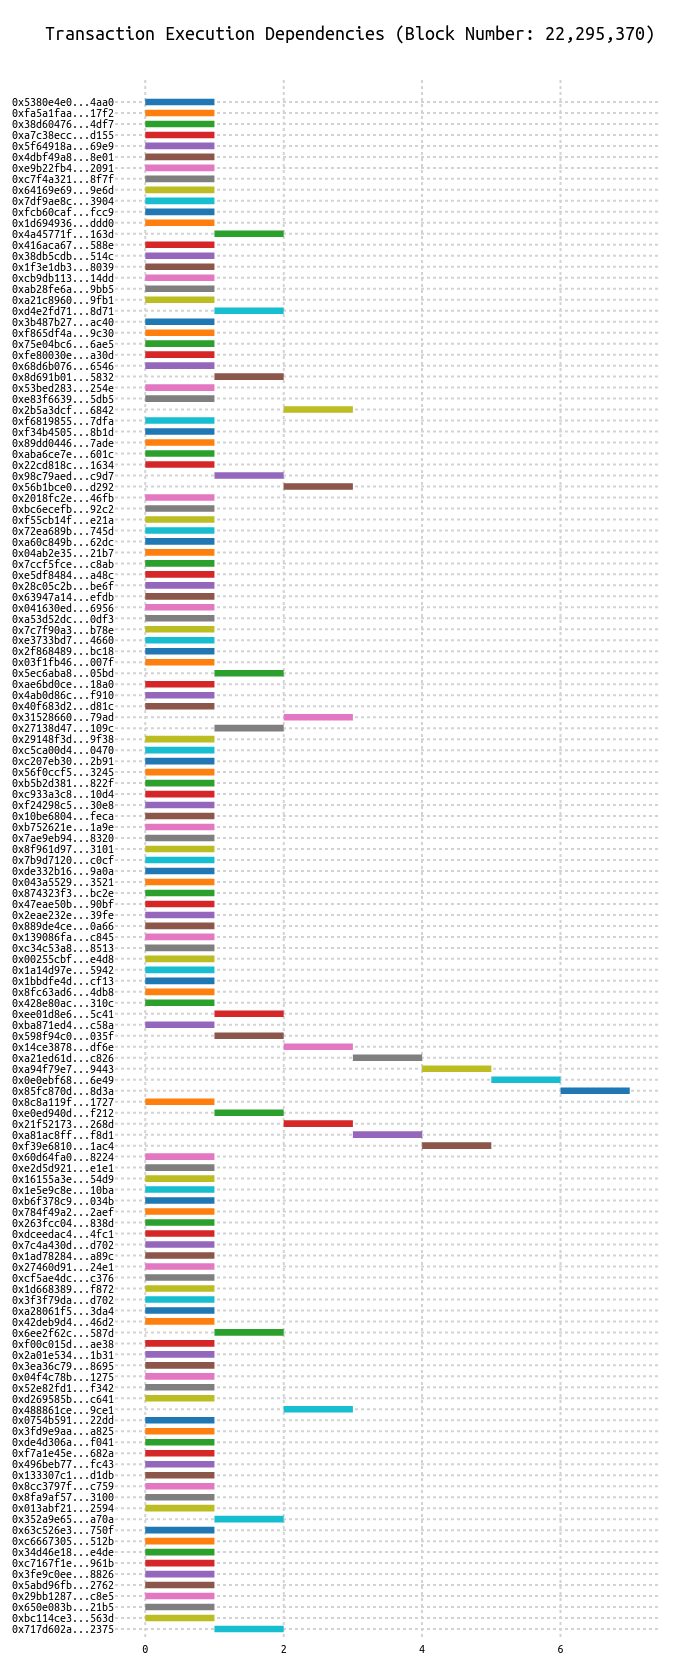 Transaction Execution Dependencies (Block Number: 22,295,370)
0x5380e4e0...4aa0
0xfa5a1faa...17f2
0x38d60476...4df7
0xa7c38ecc...d155
0x5f64918a...69e9
0x4dbf49a8...8e01
0xe9b22fb4...2091
0xc7f4a321...8f7f
0x64169e69...9e6d
0x7df9ae8c...3904
0xfcb60caf...fcc9
0x1d694936...ddd0
0x4a45771f...163d
0x416aca67...588e
0x38db5cdb...514c
0x1f3e1db3...8039
0xcb9db113...14dd
0xab28fe6a...9bb5
0xa21c8960...9fb1
0xd4e2fd71...8d71
0x3b487b27...ac40
0xf865df4a...9c30
0x75e04bc6...6ae5
0xfe80030e...a30d
0x68d6b076...6546
0x8d691b01...5832
0x53bed283...254e
0xe83f6639...5db5
0x2b5a3dcf...6842
0xf6819855...7dfa
0xf34b4505...8b1d
0x89dd0446...7ade
0xaba6ce7e...601c
0x22cd818c...1634
0x98c79aed...c9d7
0x56b1bce0...d292
0x2018fc2e...46fb
0xbc6ecefb...92c2
0xf55cb14f...e21a
0x72ea689b...745d
0xa60c849b...62dc
0x04ab2e35...21b7
0x7ccf5fce...c8ab
0xe5df8484...a48c
0x28c05c2b...be6f
0x63947a14...efdb
0x041630ed...6956
0xa53d52dc...0df3
0x7c7f90a3...b78e
0xe3733bd7...4660
0x2f868489...bc18
0x03f1fb46...007f
0x5ec6aba8...05bd
0xae6bd0ce...18a0
0x4ab0d86c...f910
0x40f683d2...d81c
0x31528660...79ad
0x27138d47...109c
0x29148f3d...9f38
0xc5ca00d4...0470
0xc207eb30...2b91
0x56f0ccf5...3245
0xb5b2d381...822f
0xc933a3c8...10d4
0xf24298c5...30e8
0x10be6804...feca
0xb752621e...1a9e
0x7ae9eb94...8320
0x8f961d97...3101
0x7b9d7120...c0cf
0xde332b16...9a0a
0x043a5529...3521
0x874323f3...bc2e
0x47eae50b...90bf
0x2eae232e...39fe
0x889de4ce...0a66
0x139086fa...c845
0xc34c53a8...8513
0x00255cbf...e4d8
0x1a14d97e...5942
0x1bbdfe4d...cf13
0x8fc63ad6...4db8
0x428e80ac...310c
0xee01d8e6...5c41
0xba871ed4...c58a
0x598f94c0...035f
0x14ce3878...df6e
0xa21ed61d...c826
0xa94f79e7...9443
0x0e0ebf68...6e49
0x85fc870d...8d3a
0x8c8a119f...1727
0xe0ed940d...f212
0x21f52173...268d
0xa81ac8ff...f8d1
0xf39e6810...1ac4
0x60d64fa0...8224
0xe2d5d921...e1e1
0x16155a3e...54d9
0x1e5e9c8e...10ba
0xb6f378c9...034b
0x784f49a2...2aef
0x263fcc04...838d
0xdceedac4...4fc1
0x7c4a430d...d702
0x1ad78284...a89c
0x27460d91...24e1
0xcf5ae4dc...c376
0x1d668389...f872
0x3f3f79da...d702
0xa28061f5...3da4
0x42deb9d4...46d2
0x6ee2f62c...587d
0xf00c015d...ae38
0x2a01e534...1b31
0x3ea36c79...8695
0x04f4c78b...1275
0x52e82fd1...f342
0xd269585b...c641
0x488861ce...9ce1
0x0754b591...22dd
0x3fd9e9aa...a825
0xde4d306a...f041
0xf7a1e45e...682a
0x496beb77...fc43
0x133307c1...d1db
0x8cc3797f...c759
0x8fa9af57...3100
0x013abf21...2594
0x352a9e65...a70a
0x63c526e3...750f
0xc6667305...512b
0x34d46e18...e4de
0xc7167f1e...961b
0x3fe9c0ee...8826
0x5abd96fb...2762
0x29bb1287...c8e5
0x650e083b...21b5
0xbc114ce3...563d
0x717d602a...2375
0 2 4 6